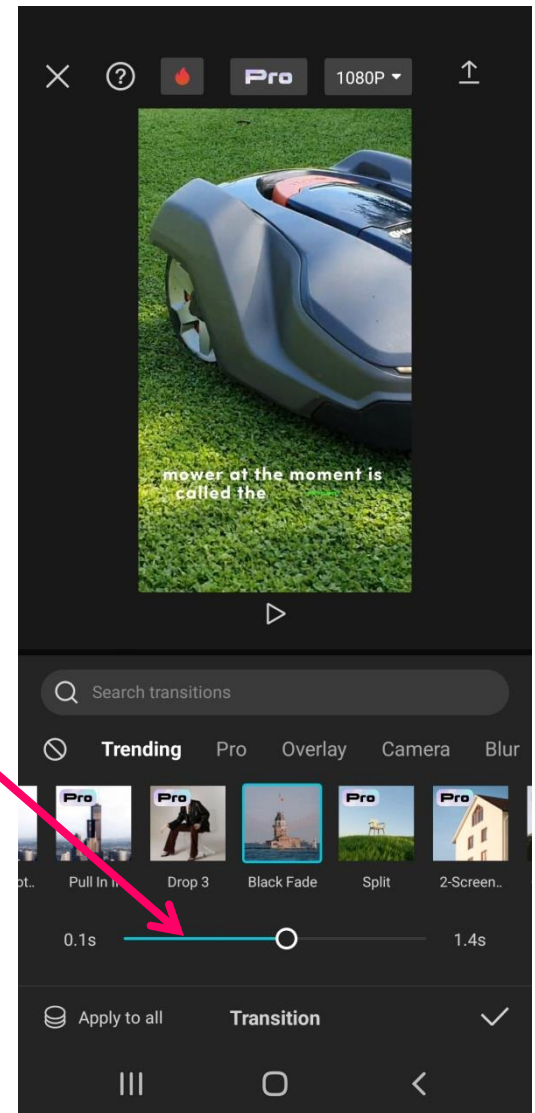 Pro 1080P
mower at the moment is
called the
Search transitions
Trending Pro Overlay Camera Blur
Pro Pro Pro Pro
ot.. Pull In Drop 3 Black Fade Split 2-Screen..
0.1s 1.4s
Apply to all Transition